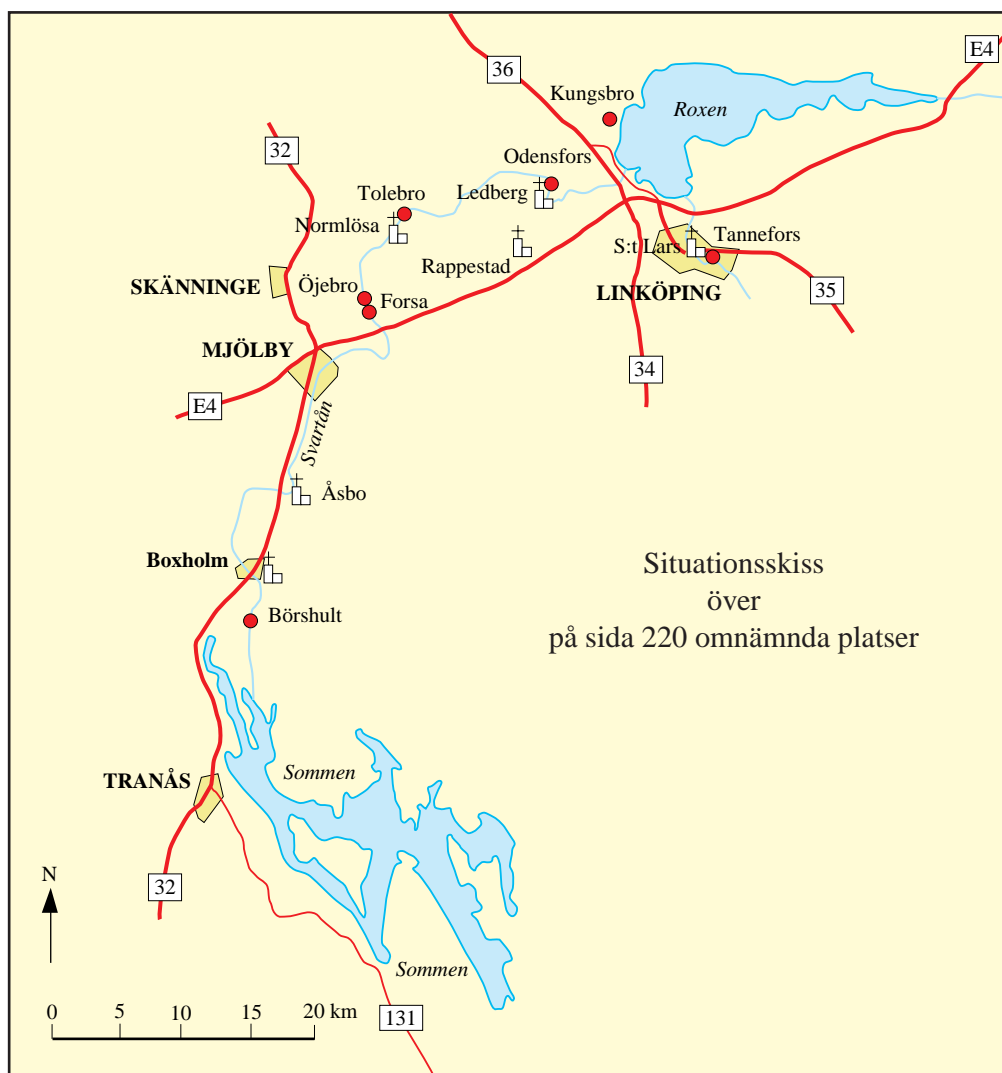 E4
36
Kungsbro
Roxen
32
Odensfors
Tolebro
Ledberg
Normlösa
S:t Lars
Tannefors
Rappestad
SKÄNNINGE
Öjebro
Forsa
LINKÖPING
35
MJÖLBY
34
E4
Svartån
Åsbo
Boxholm
Situationsskiss
över
på sida 220 omnämnda platser
Börshult
TRANÅS
Sommen
N
32
Sommen
0 5 10 15 20 km
131